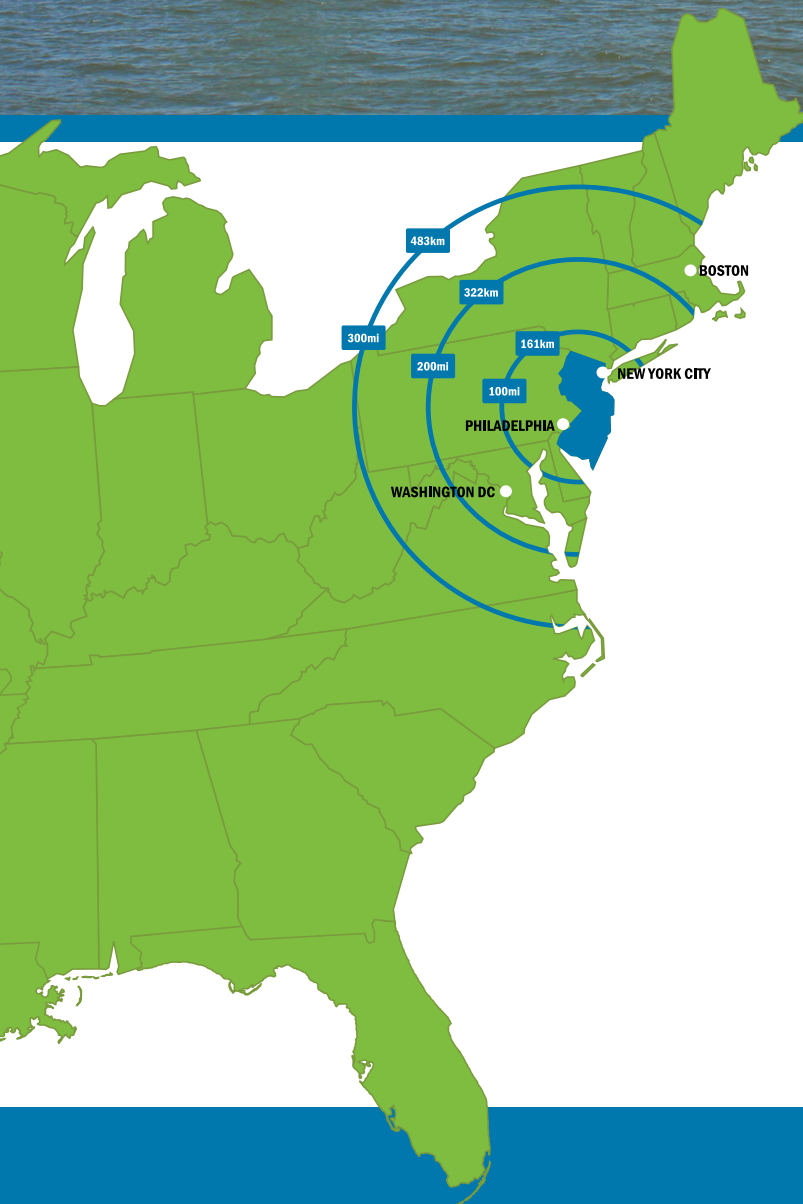 483km
BOSTON
322km
300mi
161km
200mi
NEW YORK CITY
100mi
PHILADELPHIA
WASHINGTON DC